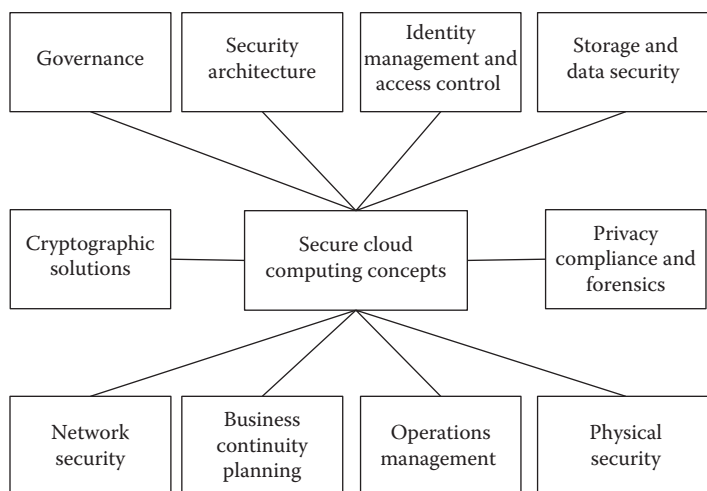 Governance
Security
architecture
Identity
management and
access control
Storage and
data security
Cryptographic
solutions
Secure cloud
computing concepts
Privacy
compliance and
forensics
Network
security
Business
continuity
planning
Operations
management
Physical
security